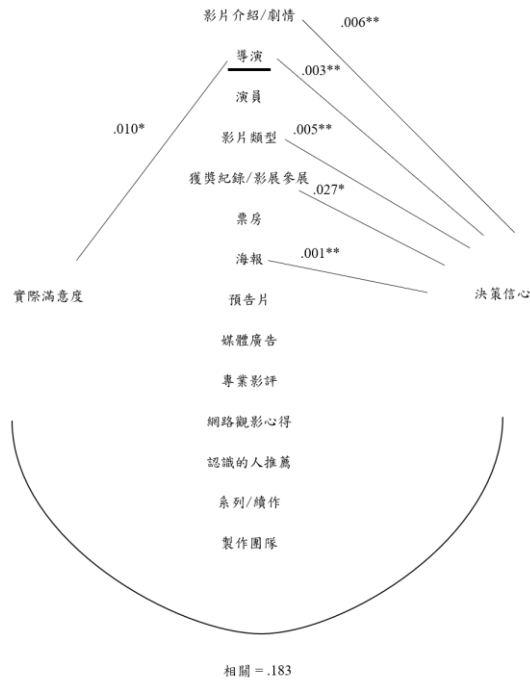 影片介紹/劇情
.006**
導演
.003**
演員
.010*
影片類型
.005**
獲獎紀錄/影展參展
.027*
票房
海報
.001**
實際滿意度
預告片
決策信心
媒體廣告
專業影評
網路觀影心得
認識的人推薦
系列/續作
製作團隊
相關 = .183